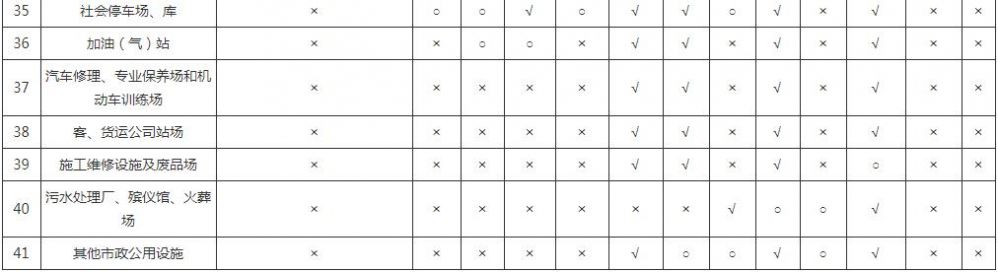 35 社会停车场、库 × ○ ○ √ ○ √ √ ○ √ × √ × ×
36 加油（气）站 × × ○ ○ × √ √ × √ × √ × ×
37 汽车修理、专业保养场和机 × × × × × √ √ × √ × √ × ×
动车训练场
38 客、货运公司站场 × × × × × √ √ × √ × √ × ×
39 施工维修设施及废品场 × × × × × √ √ × √ × ○ × ×
40 污水处理厂、殡仪馆、火葬 × × × × × × × √ ○ ○ √ × ×
场
41 其他市政公用设施 × × × × × √ ○ ○ √ ○ √ × ×